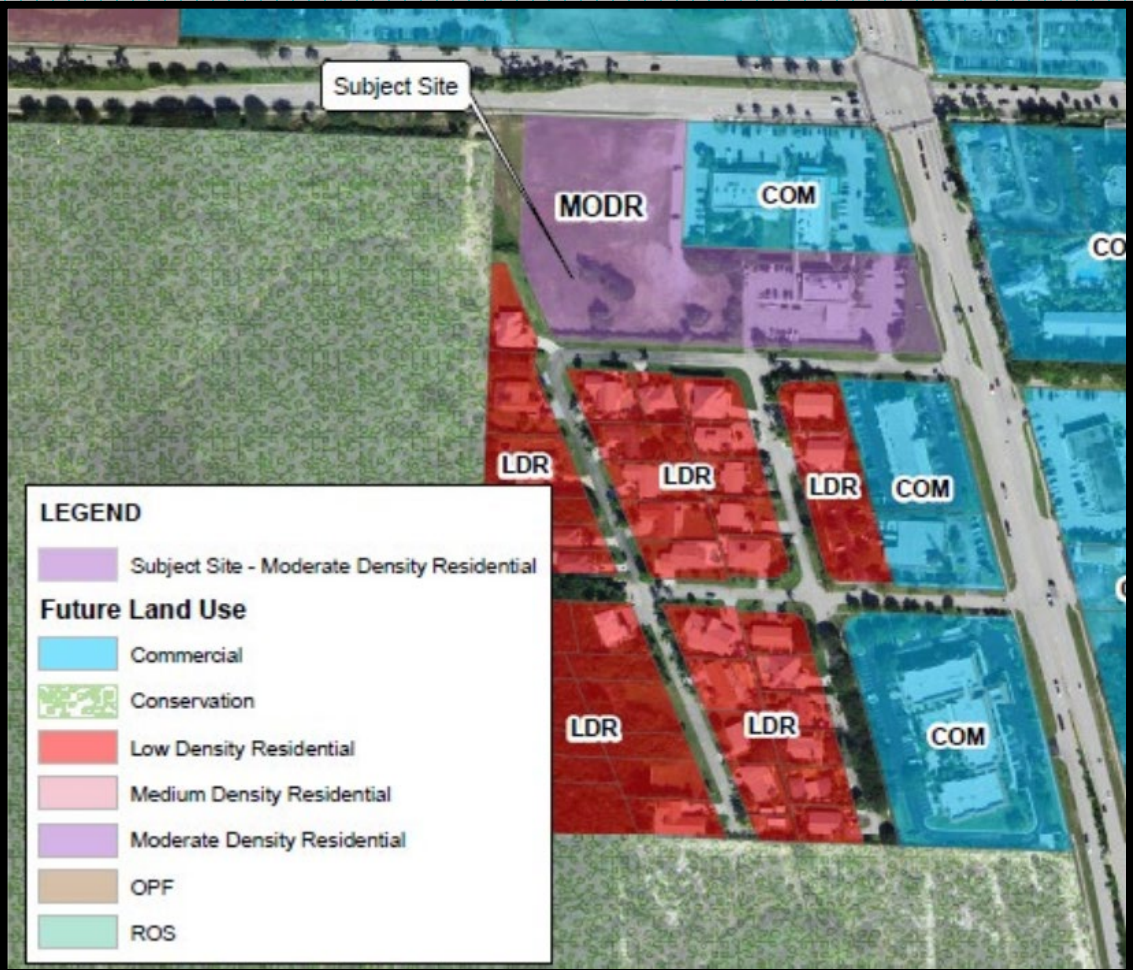 Subject Site
MODR
COM
CO
LDR
LDR
LDR
COM
LEGEND
Subject Site - Moderate Density Residential
Future Land Use
Commercial
Conservation
Low Density Residential
Medium Density Residential
Moderate Density Residential
OPF
ROS
LDR
LDR
COM